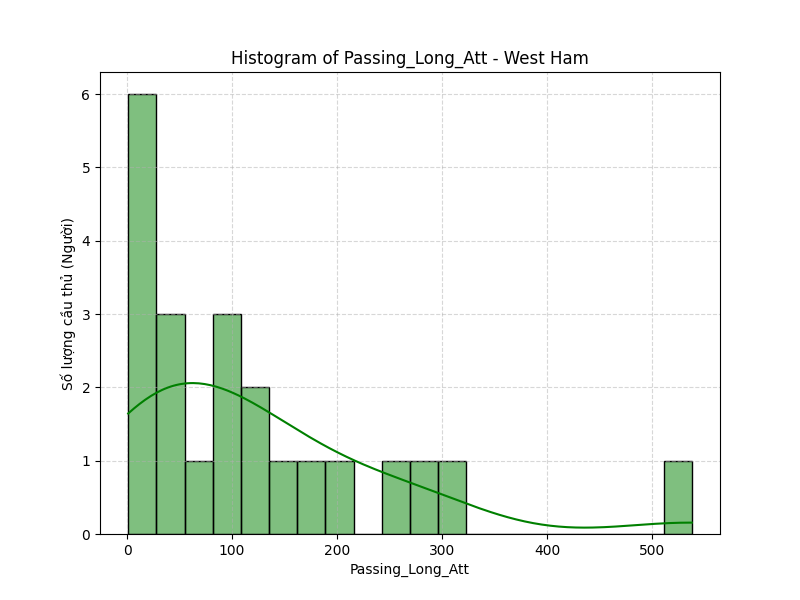 Histogram of Passing_Long_Att - West Ham
Số lượng cầu thủ (Người)
6
5
4
3
2
1
0
0 100 200 300 400 500
Passing_Long_Att